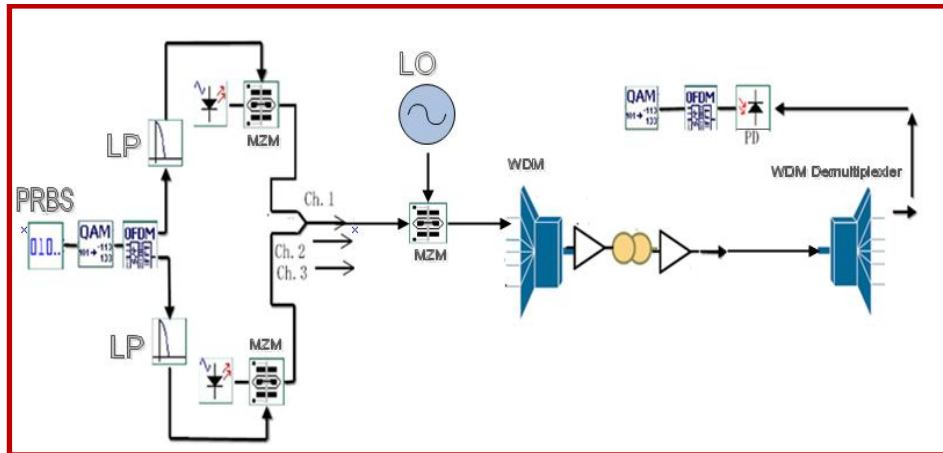 LO
MZM
LP
MZM
PRBS
010..
QAM
101 → -113
133
OFDM
Ch. 1
Ch. 2
Ch. 3
LP
MZM
WDM
QAM
101 → -113
133
OFDM
PD
WDM Demultiplexier